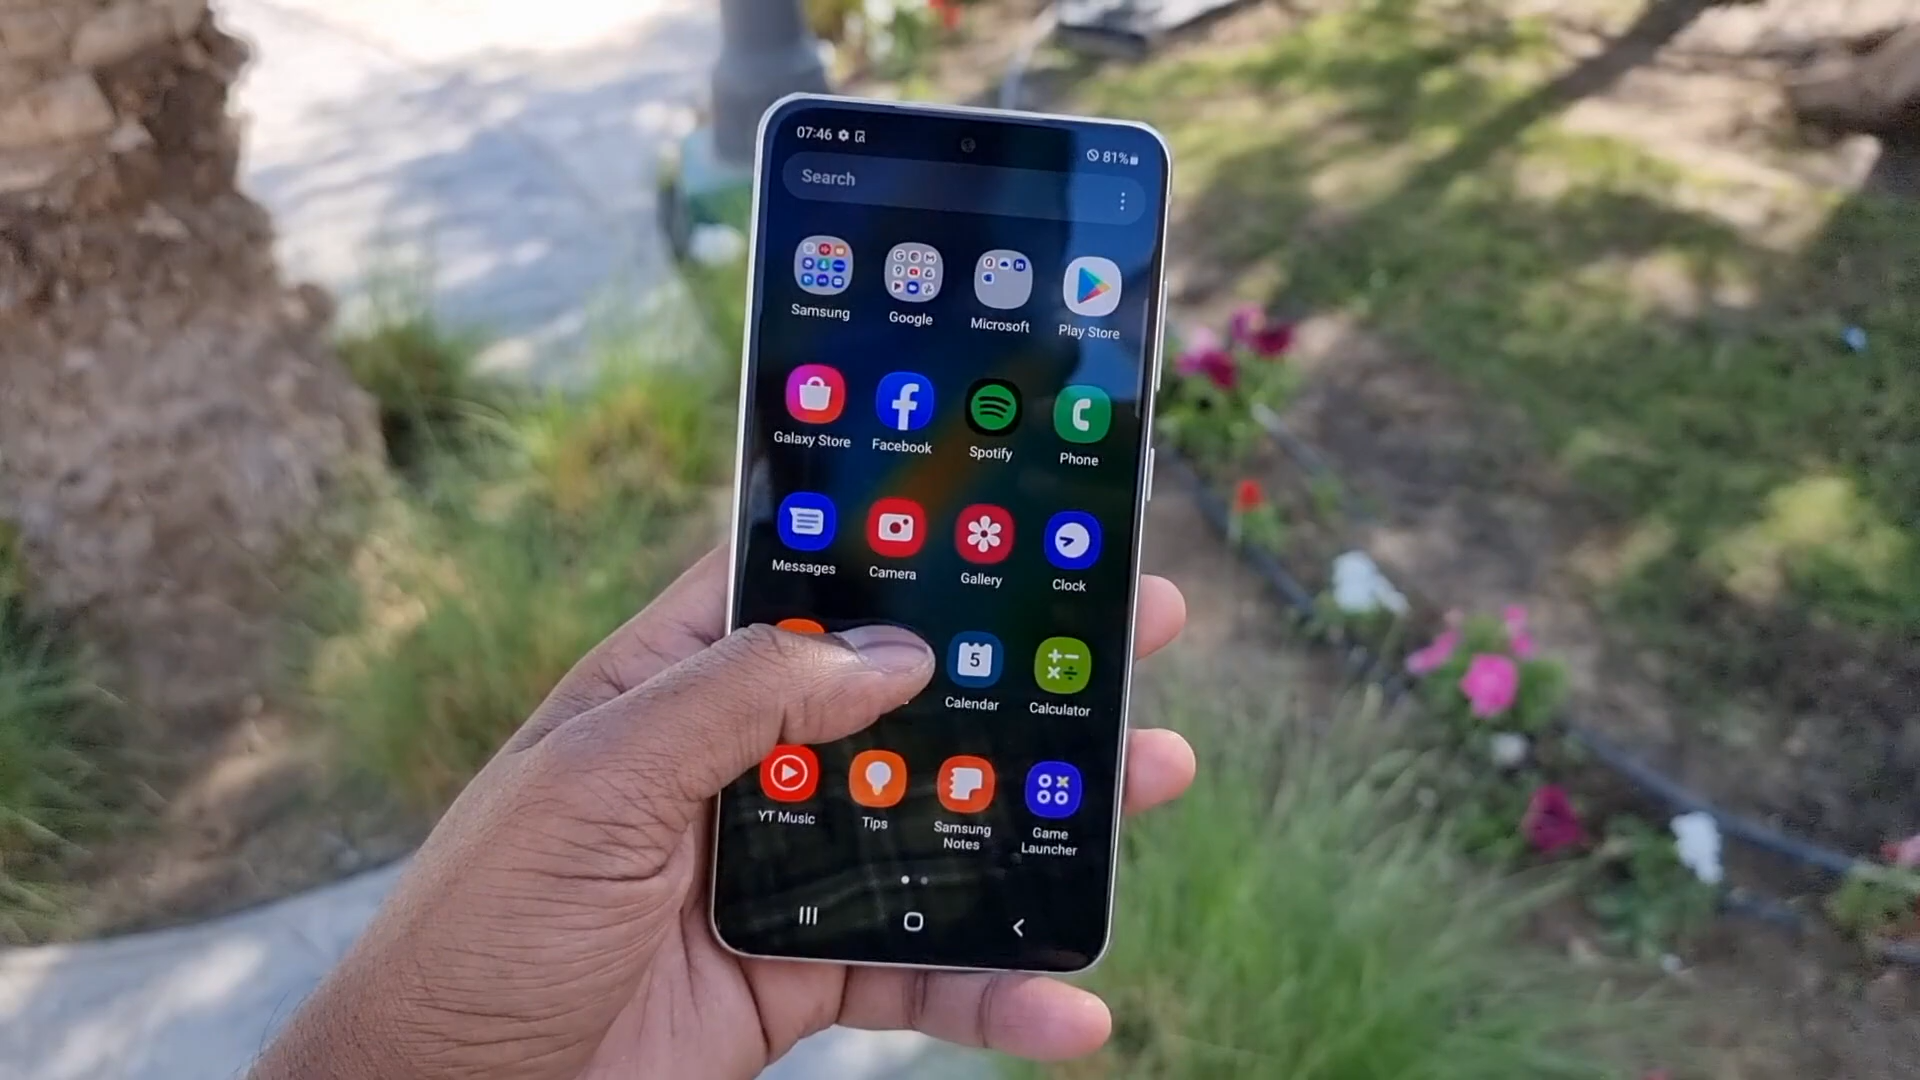 07:46
81%
Search
Samsung
Google
Microsoft
Play Store
Galaxy Store
Facebook
Spotify
Phone
Messages
Camera
Gallery
Clock
5
Calendar
Calculator
YT Music
Tips
Samsung
Notes
Game
Launcher